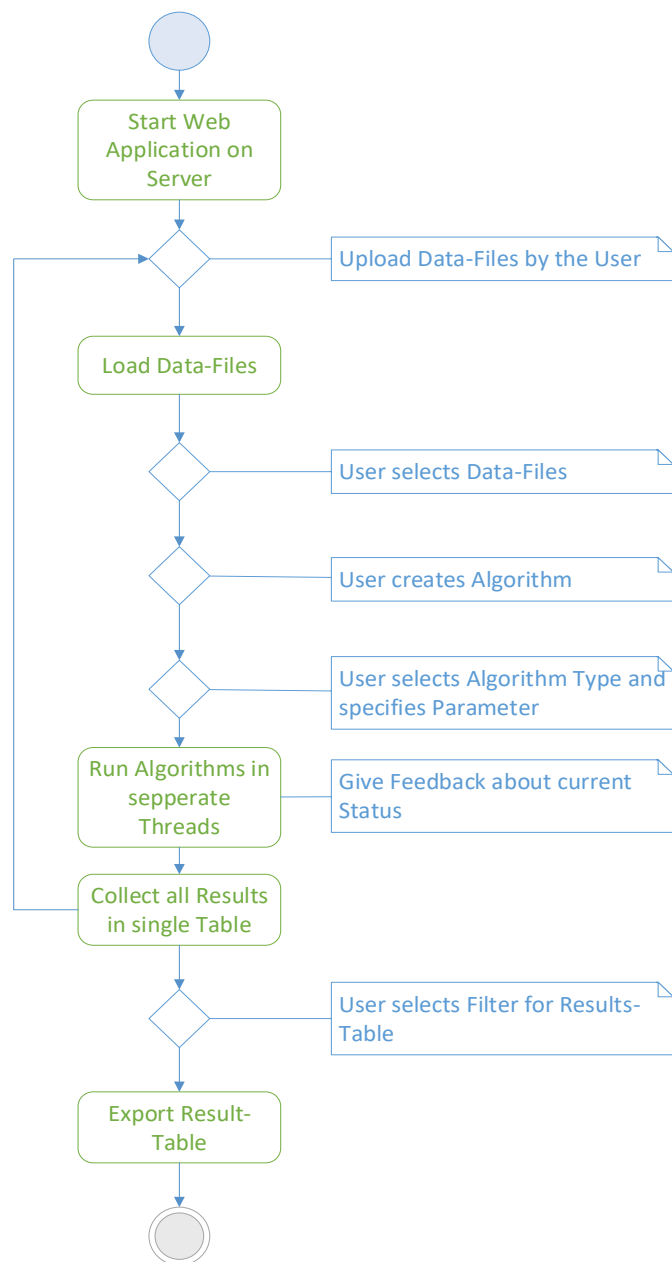 Start Web
Application on
Server
Upload Data-Files by the User
Load Data-Files
User selects Data-Files
User creates Algorithm
User selects Algorithm Type and
specifies Parameter
Run Algorithms in
sepperate
Threads
Give Feedback about current
Status
Collect all Results
in single Table
User selects Filter for Results-
Table
Export Result-
Table